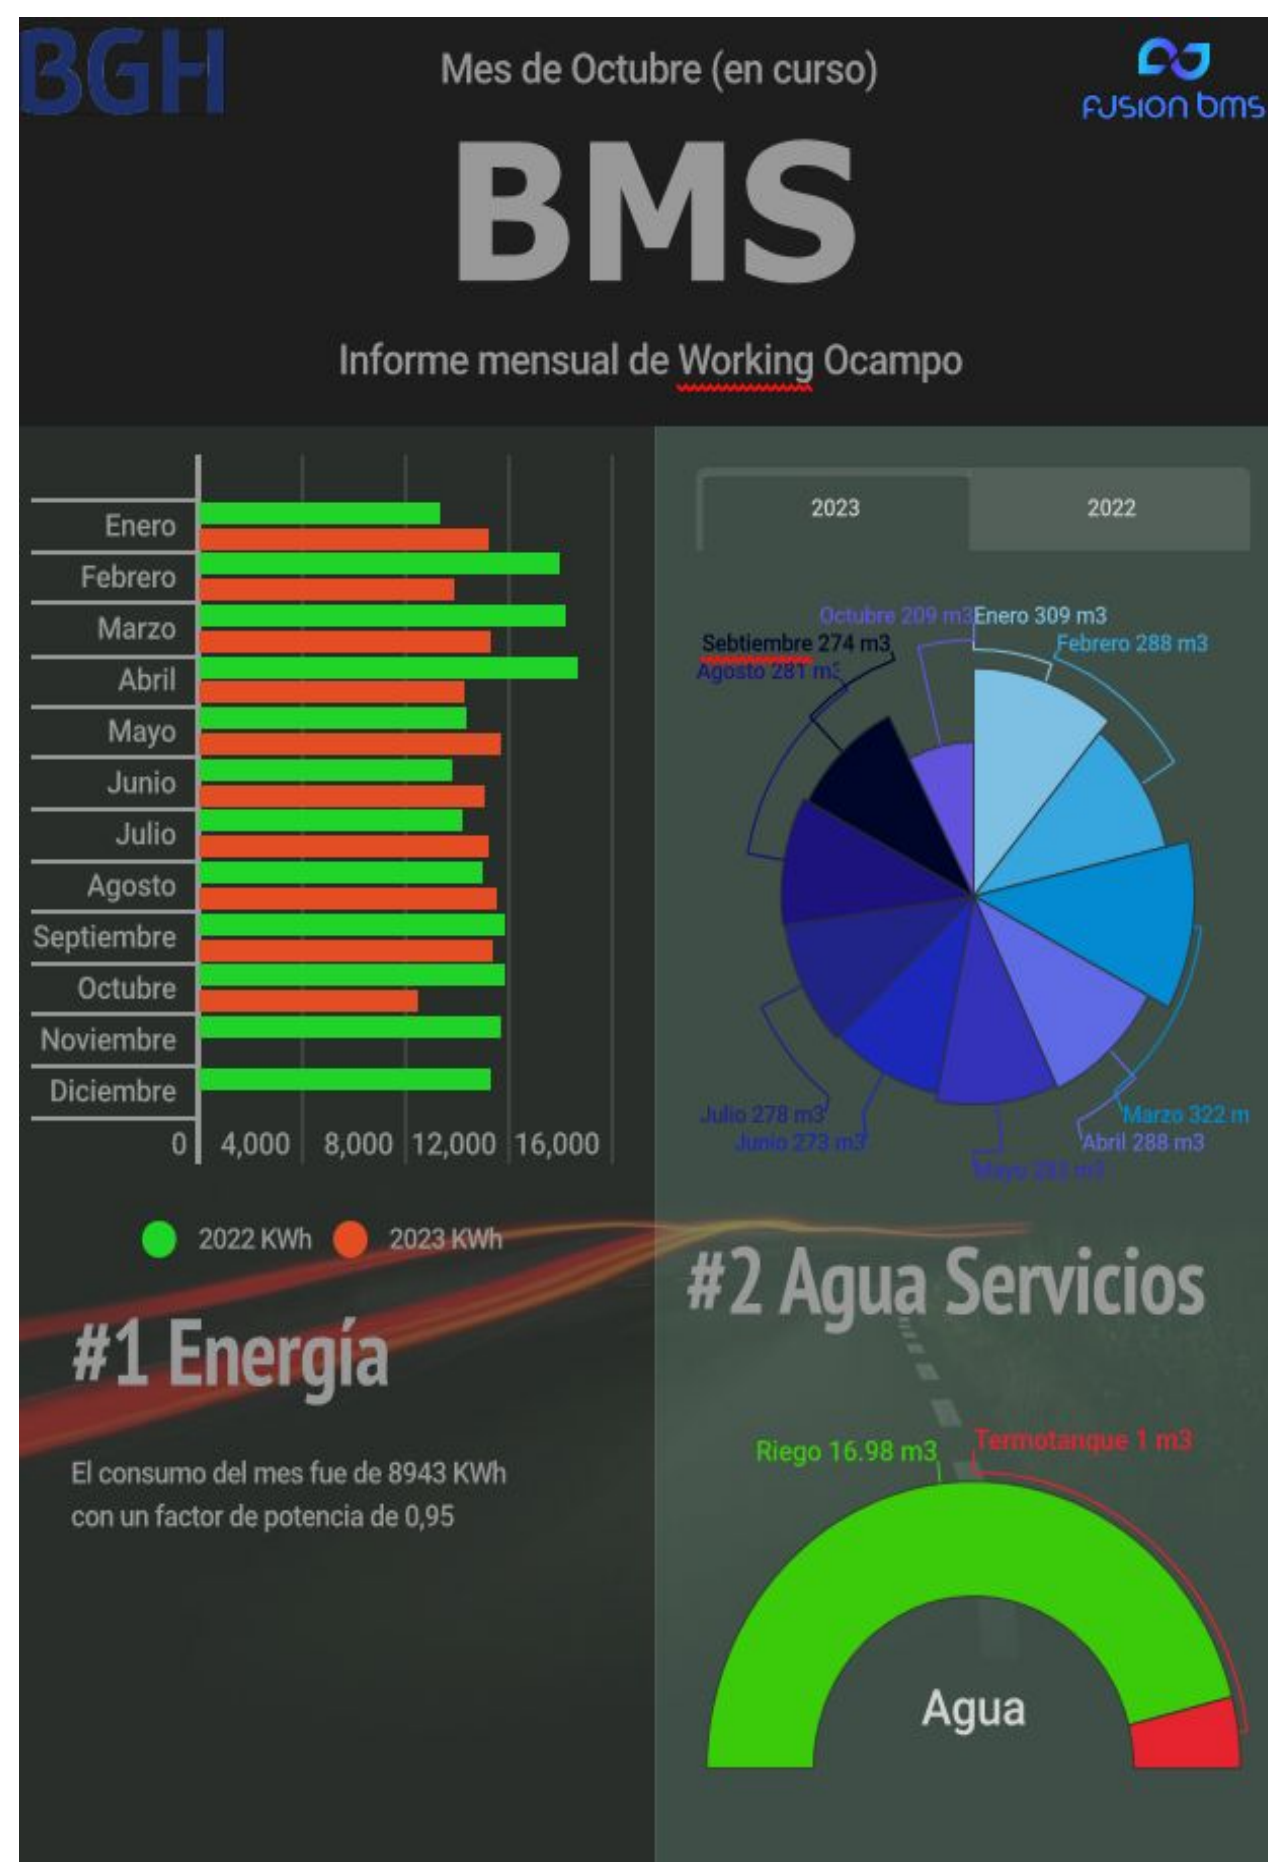 BGH
Mes de Octubre (en curso)
fusion bms
BMS
Informe mensual de Working Ocampo
Enero
Febrero
Marzo
Abril
Mayo
Junio
Julio
Agosto
Septiembre
Octubre
Noviembre
Diciembre
0 4,000 8,000 12,000 16,000
2022 KWh 2023 KWh
#1 Energía
El consumo del mes fue de 8943 KWh
con un factor de potencia de 0,95
2023 2022
Octubre 209 m3 Enero 309 m3
Sebtiembre 274 m3 Febrero 288 m3
Agosto 281 m3
Julio 278 m3 Marzo 322 m
Junio 273 m3 Abril 288 m3
Mayo m3
#2 Agua Servicios
Riego 16.98 m3 Termotanque 1 m3
Agua